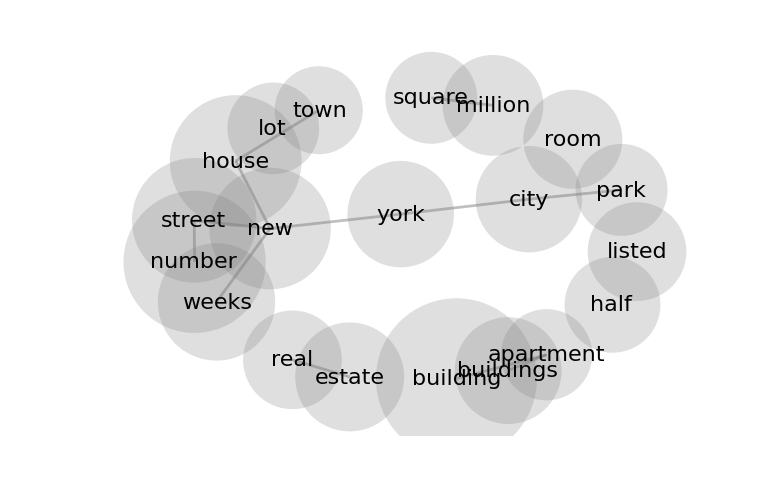 square
million
town
lot
room
house
park
city
york
street
new
listed
number
weeks
half
apartment
real
buildings
estate
building